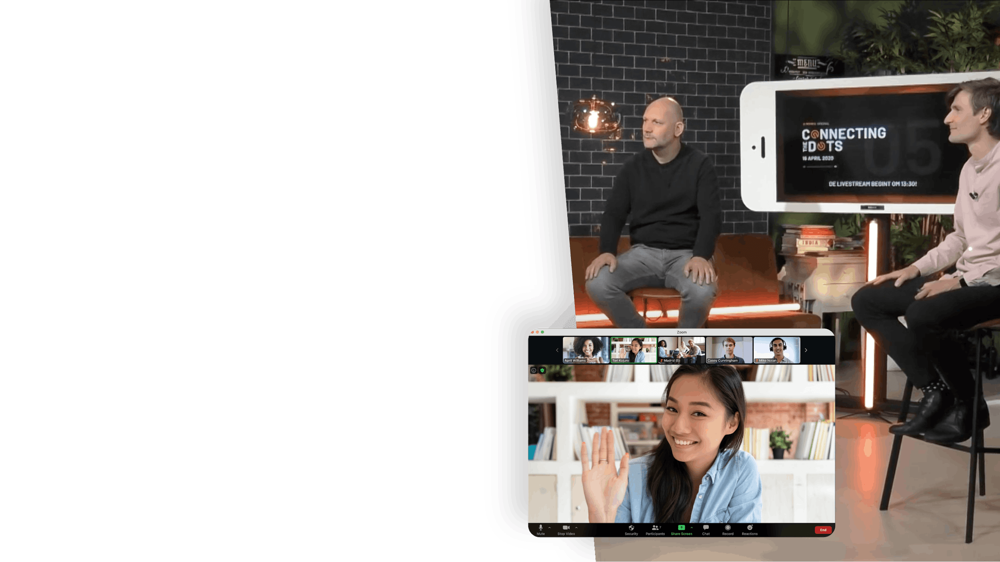 MENU
CONNECTING
THE DOTS
16 APRIL 2020
05
DE LIVESTREAM BEGINT OM 13:30!
INDIA
Zoom
April Williams
Tori Kojuro
Madrid (5)
Casey Cunningham
Mike Nolan
Mute
Stop Video
Security
Participants
7
Share Screen
Chat
Record
Reactions
End